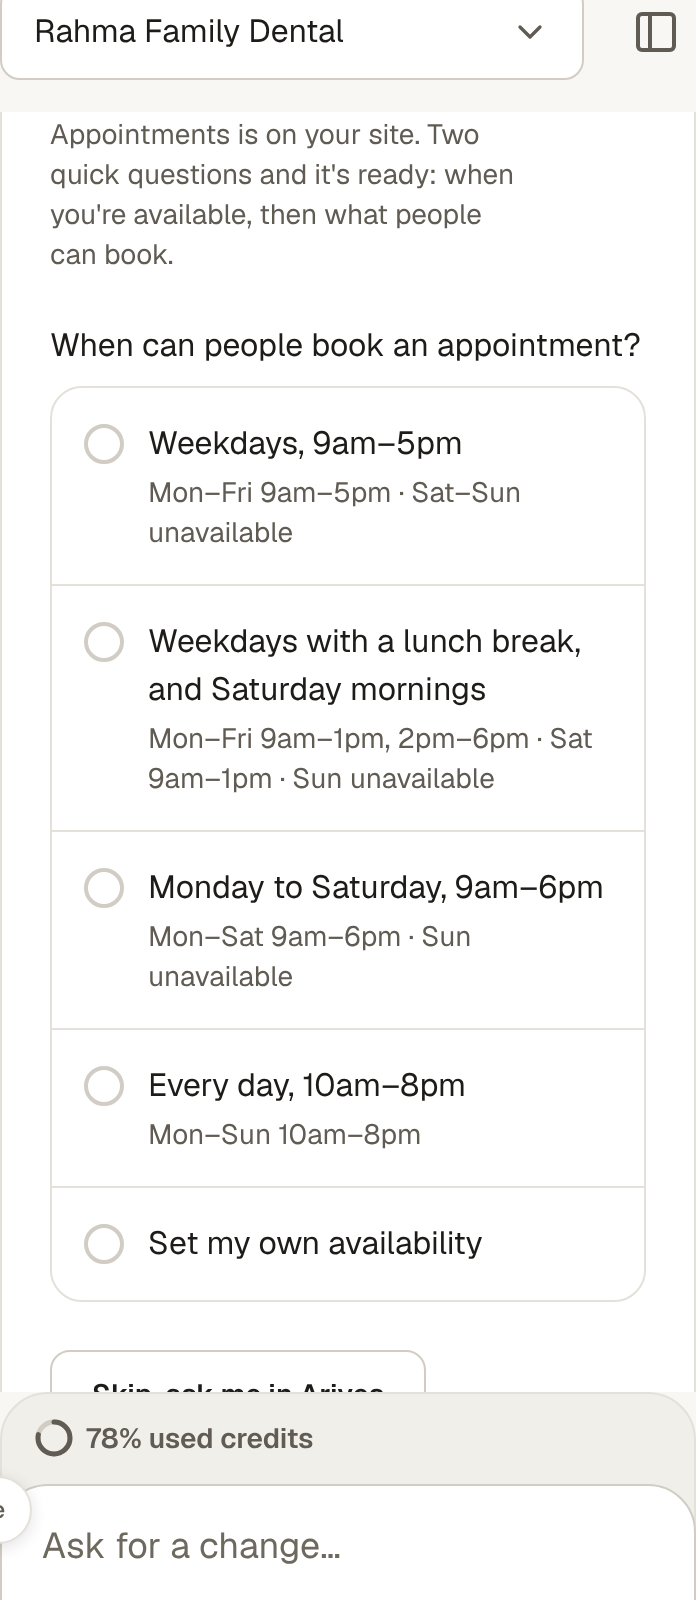 Rahma Family Dental
Appointments is on your site. Two
quick questions and it's ready: when
you're available, then what people
can book.
When can people book an appointment?
Weekdays, 9am–5pm
Mon–Fri 9am–5pm · Sat–Sun
unavailable
Weekdays with a lunch break,
and Saturday mornings
Mon–Fri 9am–1pm, 2pm–6pm · Sat
9am–1pm · Sun unavailable
Monday to Saturday, 9am–6pm
Mon–Sat 9am–6pm · Sun
unavailable
Every day, 10am–8pm
Mon–Sun 10am–8pm
Set my own availability
Skip, ask me in
78% used credits
e
Ask for a change...